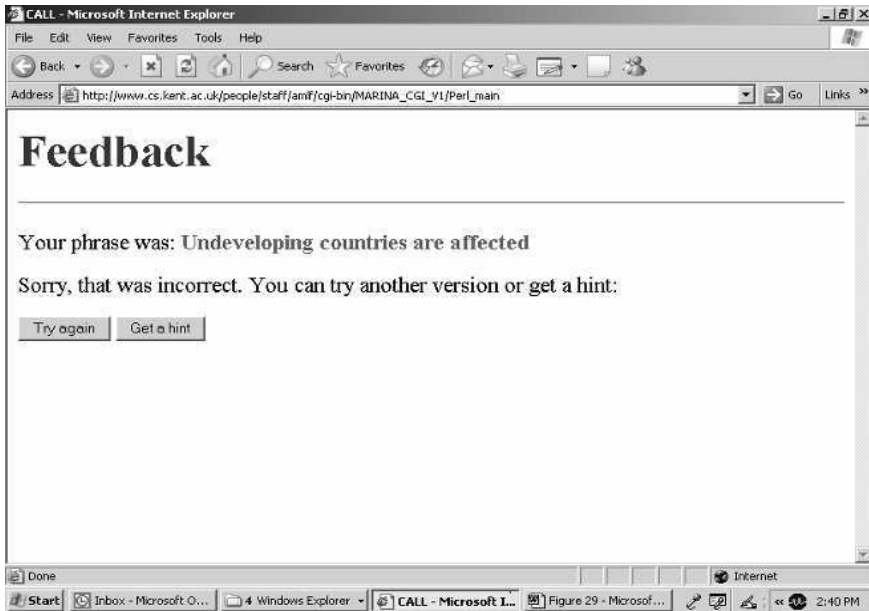 CALL - Microsoft Internet Explorer
File Edit View Favorites Tools Help
Back Search Favorites
Address http://www.cs.kent.ac.uk/people/staff/amf/cgi-bin/MARINA_CGI_V1/Perl_main Go Links »
Feedback
Your phrase was: Undeveloping countries are affected
Sorry, that was incorrect. You can try another version or get a hint:
Try again Get a hint
Done Internet
Start Inbox - Microsoft O... 4 Windows Explorer CALL - Microsoft I... Figure 29 - Microsof... « 2:40 PM